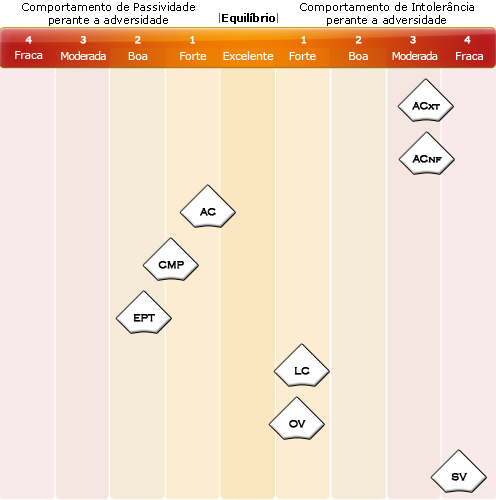 Comportamento de Passividade
perante a adversidade
|Equilíbrio|
Comportamento de Intolerância
perante a adversidade
4 3 2 1 1 2 3 4
Fraca Moderada Boa Forte Excelente Forte Boa Moderada Fraca
ACXT
ACNF
AC
CMP
EPT
LC
OV
SV